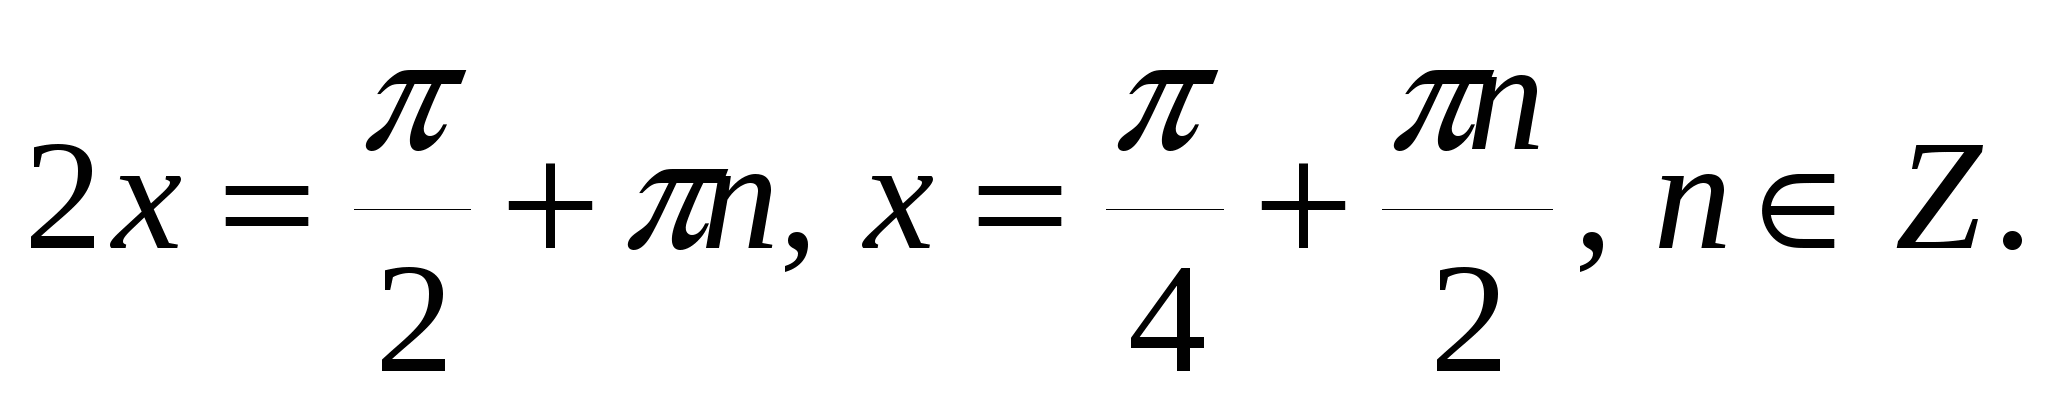 2x = π/2 + πn, x = π/4 + πn/2, n ∈ Z.